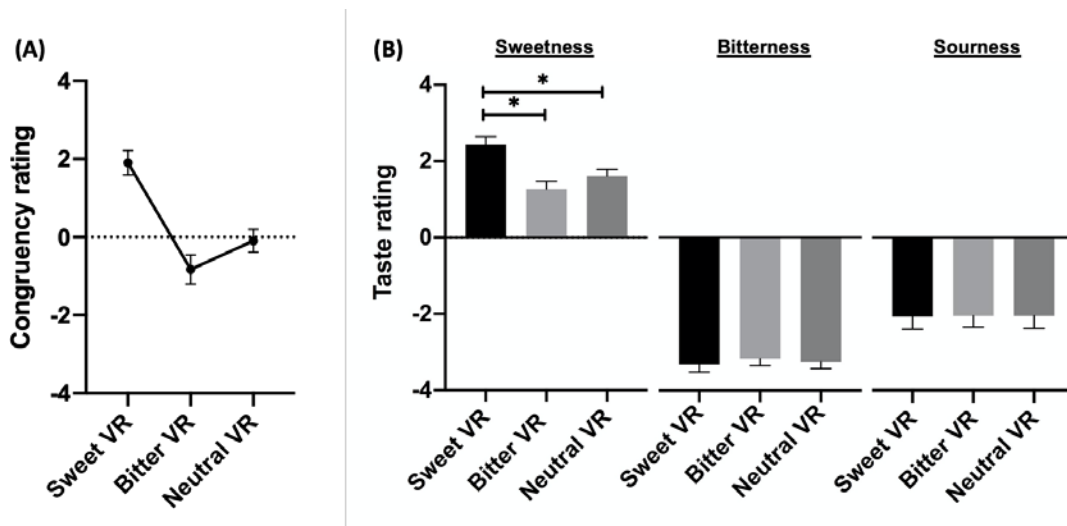 (A)
Congruency rating
4
2
0
-2
-4
Sweet VR
Bitter VR
Neutral VR
(B)
Sweetness
Bitterness
Sourness
Taste rating
4
2
0
-2
-4
*
*
Sweet VR
Bitter VR
Neutral VR
Sweet VR
Bitter VR
Neutral VR
Sweet VR
Bitter VR
Neutral VR